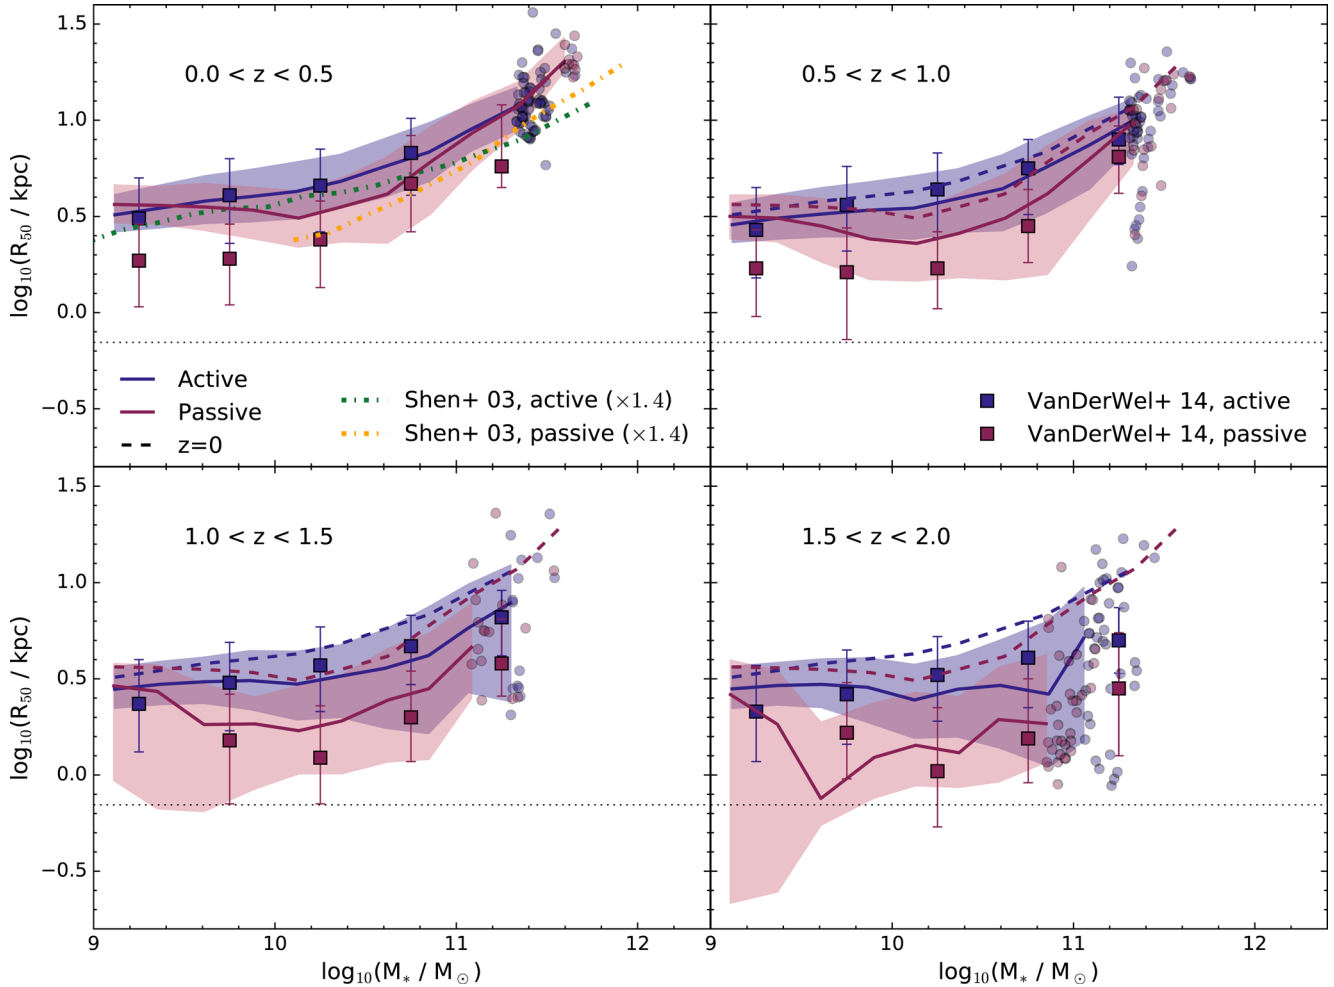 0.0 < z < 0.5
0.5 < z < 1.0
1.5
1.0
0.5
0.0
−0.5
log₁₀(R₅₀ / kpc)
Active
Passive
z=0
Shen+ 03, active (×1.4)
Shen+ 03, passive (×1.4)
VanDerWel+ 14, active
VanDerWel+ 14, passive
1.0 < z < 1.5
1.5 < z < 2.0
1.5
1.0
0.5
0.0
−0.5
log₁₀(R₅₀ / kpc)
9 10 11 12 9 10 11 12
log₁₀(M∗ / M⊙) log₁₀(M∗ / M⊙)